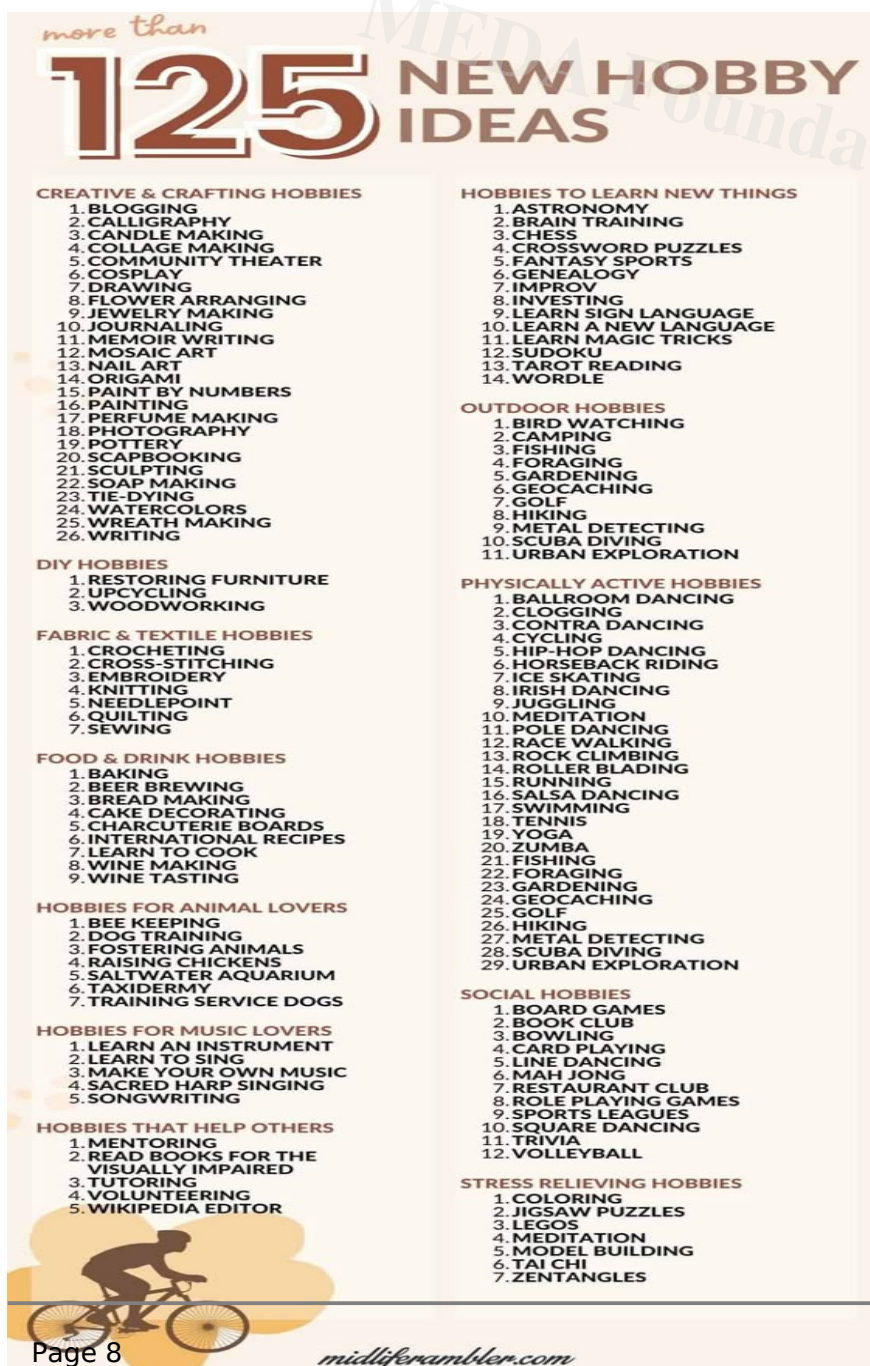 more than
125 NEW HOBBY
IDEAS
MEDA Founda
CREATIVE & CRAFTING HOBBIES
1. BLOGGING
2. CALLIGRAPHY
3. CANDLE MAKING
4. COLLAGE MAKING
5. COMMUNITY THEATER
6. COSPLAY
7. DRAWING
8. FLOWER ARRANGING
9. JEWELRY MAKING
10. JOURNALING
11. MEMOIR WRITING
12. MOSAIC ART
13. NAIL ART
14. ORIGAMI
15. PAINT BY NUMBERS
16. PAINTING
17. PERFUME MAKING
18. PHOTOGRAPHY
19. POTTERY
20. SCAPBOOKING
21. SCULPTING
22. SOAP MAKING
23. TIE-DYING
24. WATERCOLORS
25. WREATH MAKING
26. WRITING
DIY HOBBIES
1. RESTORING FURNITURE
2. UPCYCLING
3. WOODWORKING
FABRIC & TEXTILE HOBBIES
1. CROCHETING
2. CROSS-STITCHING
3. EMBROIDERY
4. KNITTING
5. NEEDLEPOINT
6. QUILTING
7. SEWING
FOOD & DRINK HOBBIES
1. BAKING
2. BEER BREWING
3. BREAD MAKING
4. CAKE DECORATING
5. CHARCUTERIE BOARDS
6. INTERNATIONAL RECIPES
7. LEARN TO COOK
8. WINE MAKING
9. WINE TASTING
HOBBIES FOR ANIMAL LOVERS
1. BEE KEEPING
2. DOG TRAINING
3. FOSTERING ANIMALS
4. RAISING CHICKENS
5. SALTWATER AQUARIUM
6. TAXIDERMY
7. TRAINING SERVICE DOGS
HOBBIES FOR MUSIC LOVERS
1. LEARN AN INSTRUMENT
2. LEARN TO SING
3. MAKE YOUR OWN MUSIC
4. SACRED HARP SINGING
5. SONGWRITING
HOBBIES THAT HELP OTHERS
1. MENTORING
2. READ BOOKS FOR THE
VISUALLY IMPAIRED
3. TUTORING
4. VOLUNTEERING
5. WIKIPEDIA EDITOR
HOBBIES TO LEARN NEW THINGS
1. ASTRONOMY
2. BRAIN TRAINING
3. CHESS
4. CROSSWORD PUZZLES
5. FANTASY SPORTS
6. GENEALOGY
7. IMPROV
8. INVESTING
9. LEARN SIGN LANGUAGE
10. LEARN A NEW LANGUAGE
11. LEARN MAGIC TRICKS
12. SUDOKU
13. TAROT READING
14. WORDLE
OUTDOOR HOBBIES
1. BIRD WATCHING
2. CAMPING
3. FISHING
4. FORAGING
5. GARDENING
6. GEOCACHING
7. GOLF
8. HIKING
9. METAL DETECTING
10. SCUBA DIVING
11. URBAN EXPLORATION
PHYSICALLY ACTIVE HOBBIES
1. BALLROOM DANCING
2. CLOGGING
3. CONTRA DANCING
4. CYCLING
5. HIP-HOP DANCING
6. HORSEBACK RIDING
7. ICE SKATING
8. IRISH DANCING
9. JUGGLING
10. MEDITATION
11. POLE DANCING
12. RACE WALKING
13. ROCK CLIMBING
14. ROLLER BLADING
15. RUNNING
16. SALSA DANCING
17. SWIMMING
18. TENNIS
19. YOGA
20. ZUMBA
21. FISHING
22. FORAGING
23. GARDENING
24. GEOCACHING
25. GOLF
26. HIKING
27. METAL DETECTING
28. SCUBA DIVING
29. URBAN EXPLORATION
SOCIAL HOBBIES
1. BOARD GAMES
2. BOOK CLUB
3. BOWLING
4. CARD PLAYING
5. LINE DANCING
6. MAH JONG
7. RESTAURANT CLUB
8. ROLE PLAYING GAMES
9. SPORTS LEAGUES
10. SQUARE DANCING
11. TRIVIA
12. VOLLEYBALL
STRESS RELIEVING HOBBIES
1. COLORING
2. JIGSAW PUZZLES
3. LEGOS
4. MEDITATION
5. MODEL BUILDING
6. TAI CHI
7. ZENTANGLES
Page 8
midliferambler.com